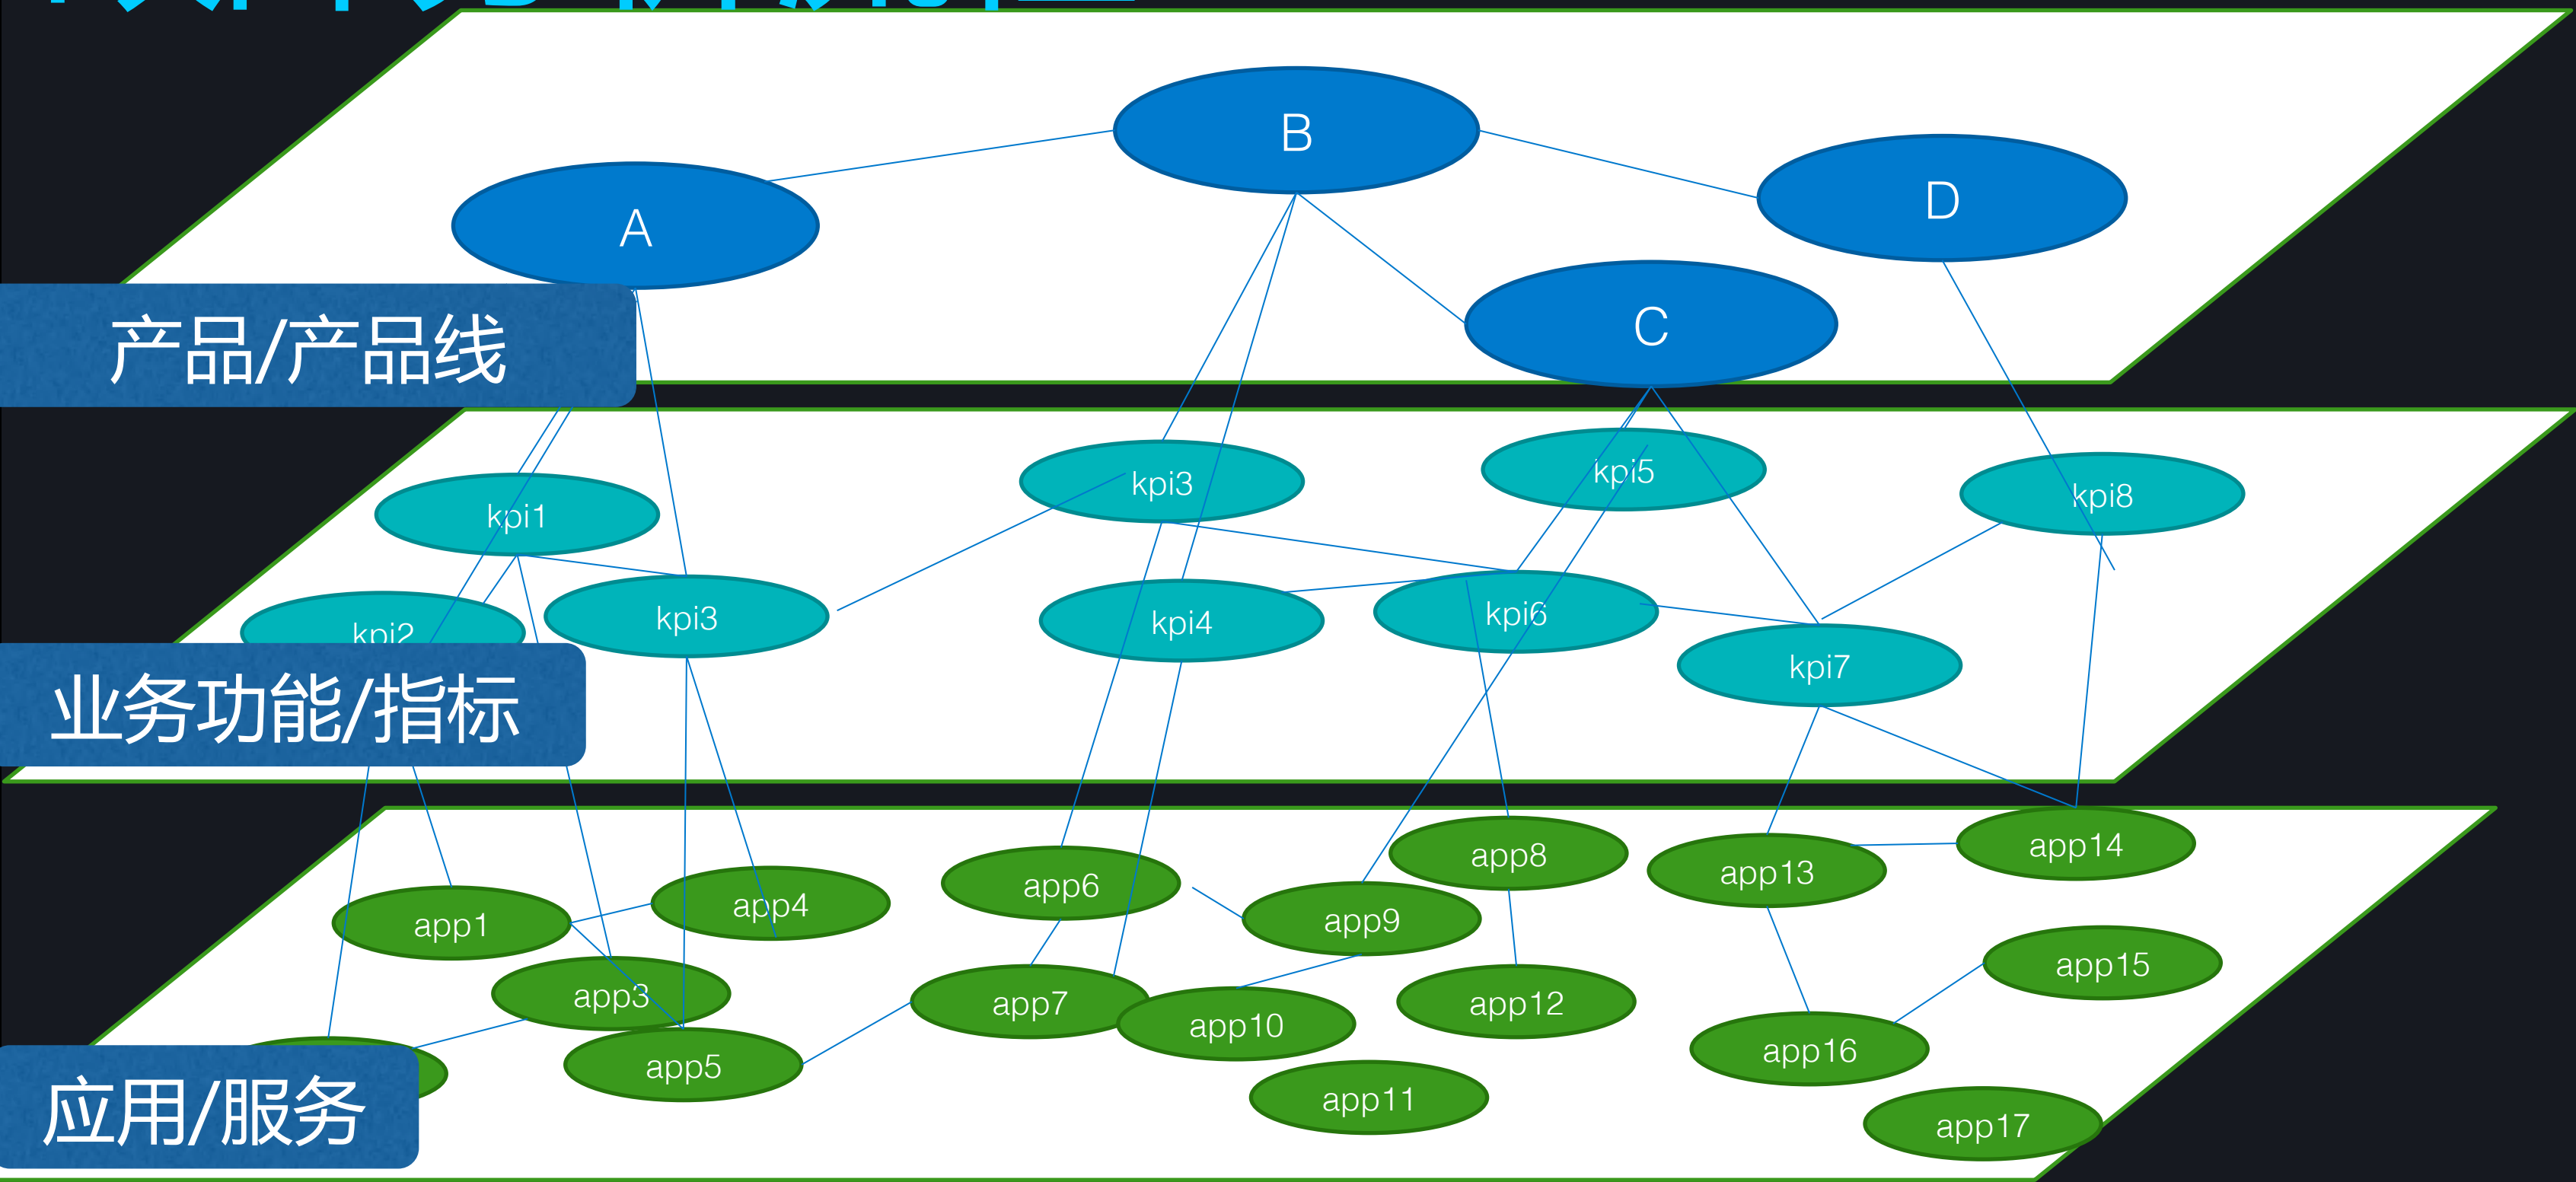 B
D
A
C
产品/产品线
kpi3
kpi5
kpi8
kpi1
kpi2
kpi3
kpi4
kpi6
kpi7
业务功能/指标
app8
app14
app13
app6
app4
app1
app9
app15
app3
app7
app12
app10
app16
app5
app11
应用/服务
app17